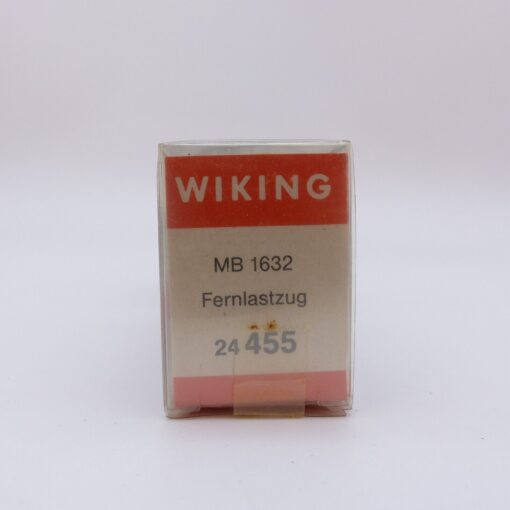 WIKING
MB 1632
Fernlastzug
24 455